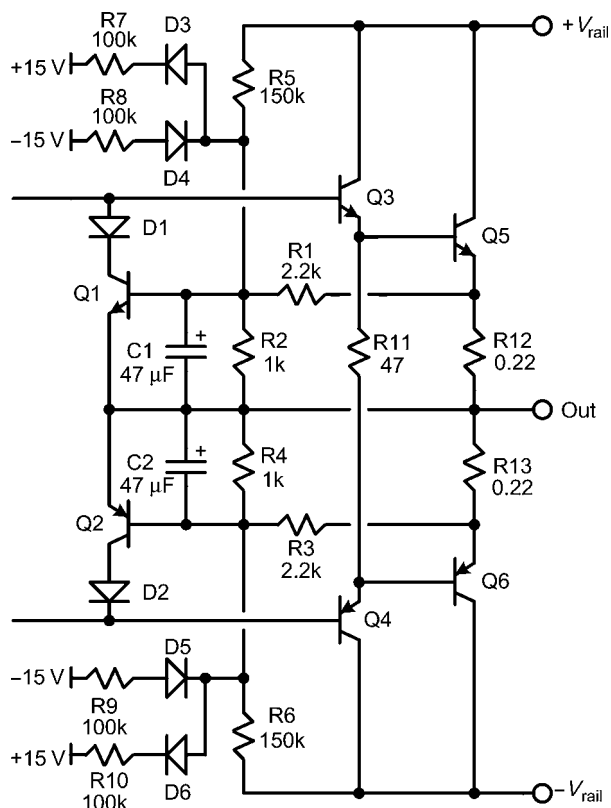 R7
100k
D3
+15 V
R8
100k
−15 V
D4
R5
150k
+Vrail
Q3
Q5
D1
R1
2.2k
Q1
C1
47 µF
+
R2
1k
R11
47
R12
0.22
Out
C2
47 µF
+
R4
1k
R13
0.22
Q2
R3
2.2k
Q6
D2
Q4
−15 V
D5
R9
100k
R6
150k
+15 V
R10
100k
D6
−Vrail